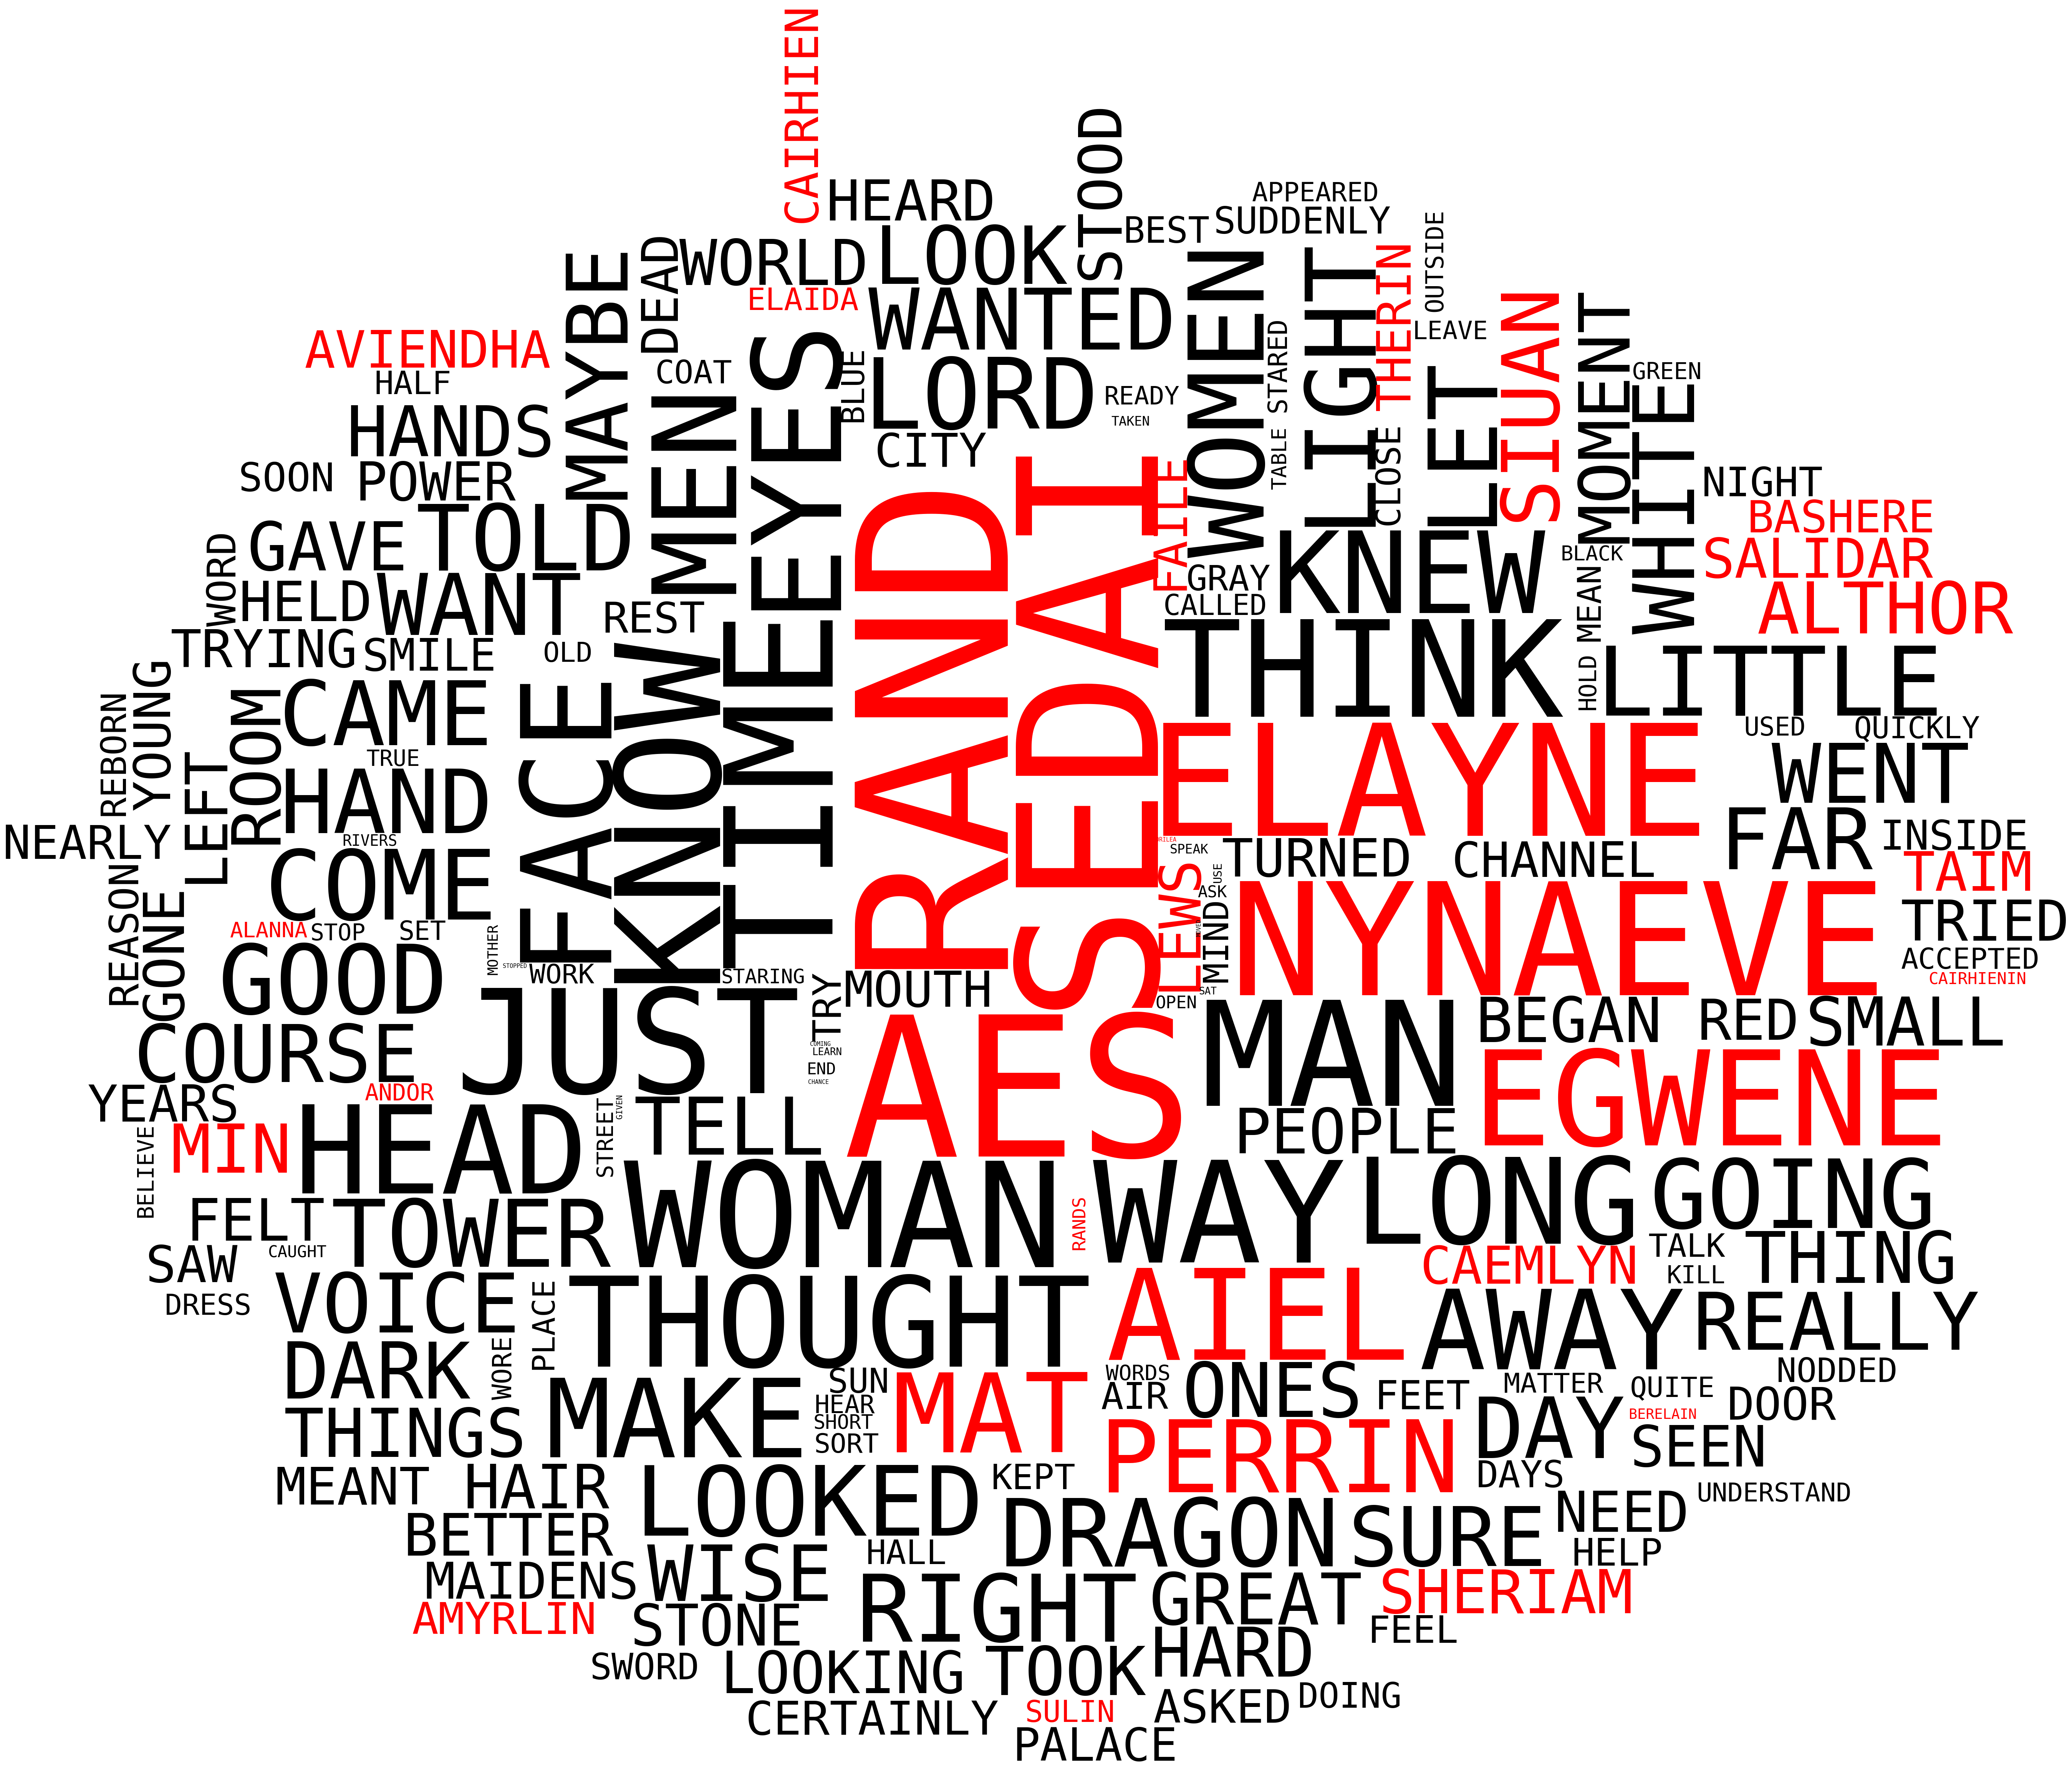 CAIRHIEN
HEARD
STOOD
APPEARED
BEST
SUDDENLY
OUTSIDE
DEAD
WORLD
LOOK
MAYBE
ELAIDA
WANTED
WOMEN
LIGHT
THERIN
LEAVE
SIUAN
MOMENT
AVIENDHA
HALF
COAT
EYES
BLUE
LORD
READY
TAKEN
STARED
LET
GREEN
WHITE
HANDS
MEN
CITY
TABLE
CLOSE
SOON
POWER
FAILE
NIGHT
BASHERE
GAVE
TOLD
RAND
SEDAI
KNEW
BLACK
SALIDAR
WORD
HELD
WANT
REST
GRAY
CALLED
MEAN
ALTHOR
TRYING
SMILE
OLD
TIME
THINK
HOLD
LITTLE
REBORN
YOUNG
ROOM
CAME
FACE
KNOW
ELAYNE
USED
QUICKLY
TRUE
WENT
LEFT
HAND
NEARLY
RIVERS
SPEAK
TURNED
CHANNEL
FAR
INSIDE
REASON
GONE
COME
LEWS
USE
ASK
MIND
NYNAEVE
TAIM
ALANNA
STOP
SET
TRIED
GOOD
MOTHER
STOPPED
WORK
STARING
TRY
MOUTH
OPEN
SAT
ACCEPTED
CAIRHIENIN
COURSE
JUST
COMING
LEARN
END
CHANCE
AES
MAN
BEGAN
RED
SMALL
YEARS
ANDOR
GIVEN
STREET
TELL
PEOPLE
EGWENE
BELIEVE
MIN
HEAD
WOMAN
RANDS
WAY
LONG
GOING
FELT
TOWER
SAW
CAUGHT
CAEMLYN
TALK
KILL
THING
DRESS
VOICE
PLACE
THOUGHT
AIEL
AWAY
REALLY
DARK
WORE
MAKE
SUN
HEAR
SHORT
SORT
MAT
WORDS
AIR
ONES
FEET
MATTER
QUITE
NODDED
THINGS
PERRIN
DAY
BERELAIN
DOOR
SEEN
MEANT
HAIR
LOOKED
KEPT
DAYS
UNDERSTAND
BETTER
DRAGON
SURE
NEED
MAIDENS
WISE
HALL
HELP
AMYRLIN
STONE
RIGHT
GREAT
SHERIAM
FEEL
SWORD
LOOKING
TOOK
HARD
CERTAINLY
SULIN
ASKED
DOING
PALACE